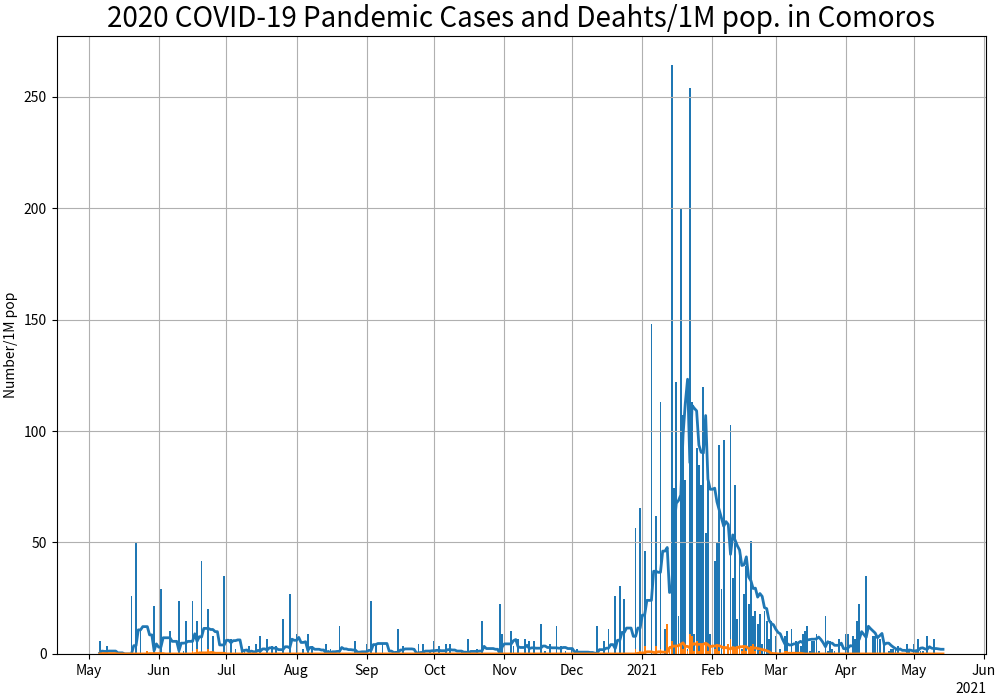 2020 COVID-19 Pandemic Cases and Deahts/1M pop. in Comoros
Number/1M pop
250
200
150
100
50
0
May Jun Jul Aug Sep Oct Nov Dec 2021 Feb Mar Apr May Jun
2021